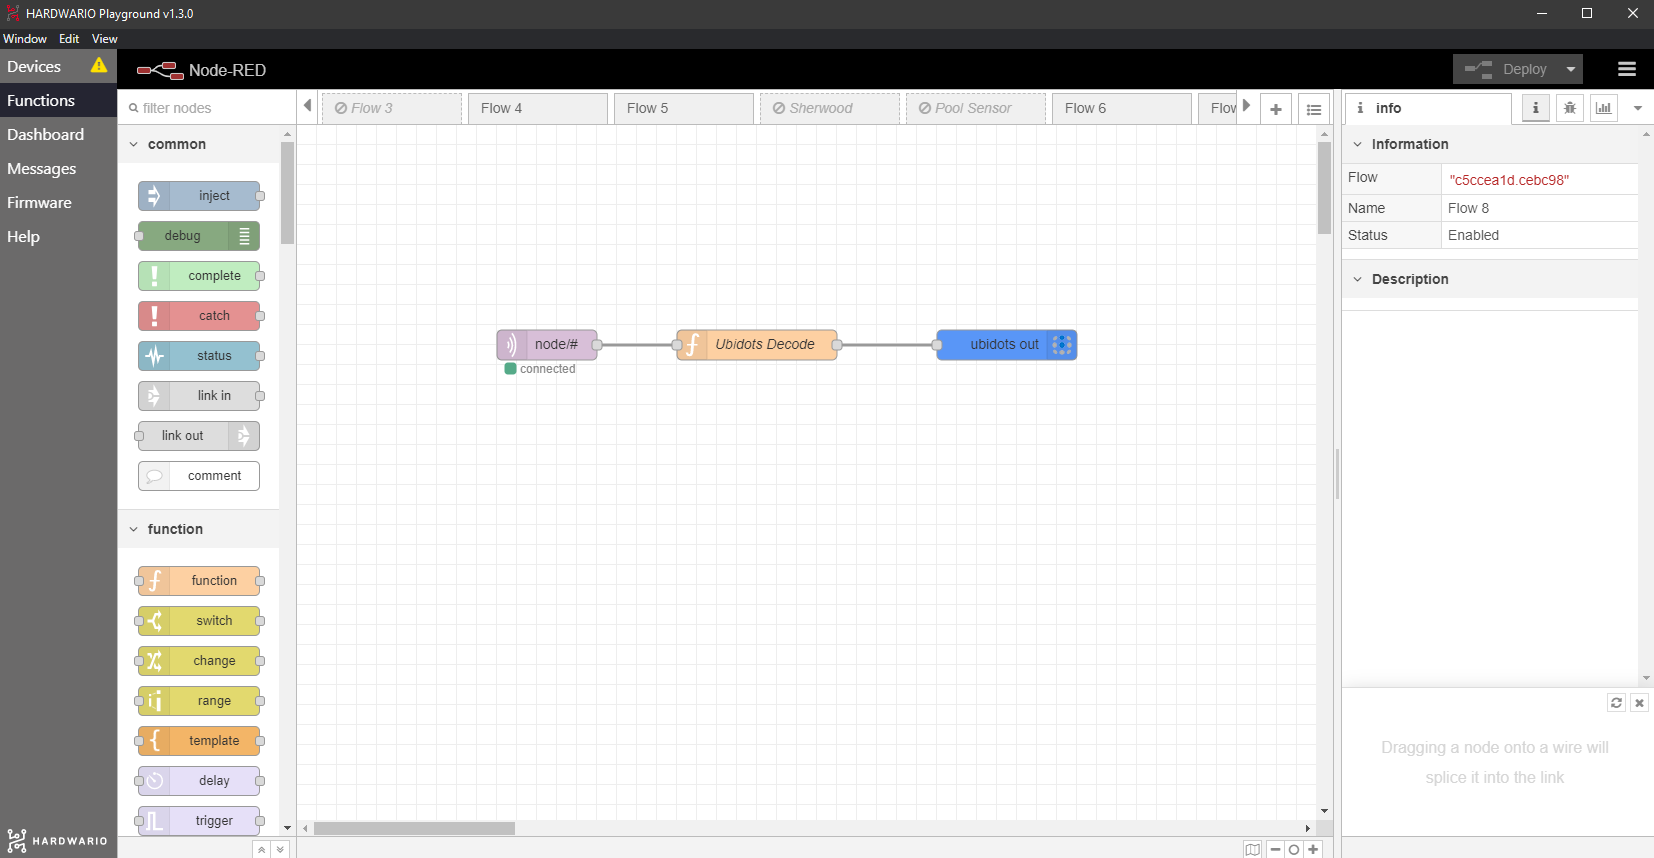 HARDWARIO Playground v1.3.0
Window Edit View
Devices
Functions
Dashboard
Messages
Firmware
Help
HARDWARIO
Node-RED
Deploy
filter nodes
common
inject
debug
complete
catch
status
link in
link out
comment
function
function
switch
change
range
template
delay
trigger
Flow 3
Flow 4
Flow 5
Sherwood
Pool Sensor
Flow 6
Flow
node/#
connected
Ubidots Decode
ubidots out
info
Information
Flow "c5ccea1d.cebc98"
Name Flow 8
Status Enabled
Description
Dragging a node onto a wire will
splice it into the link